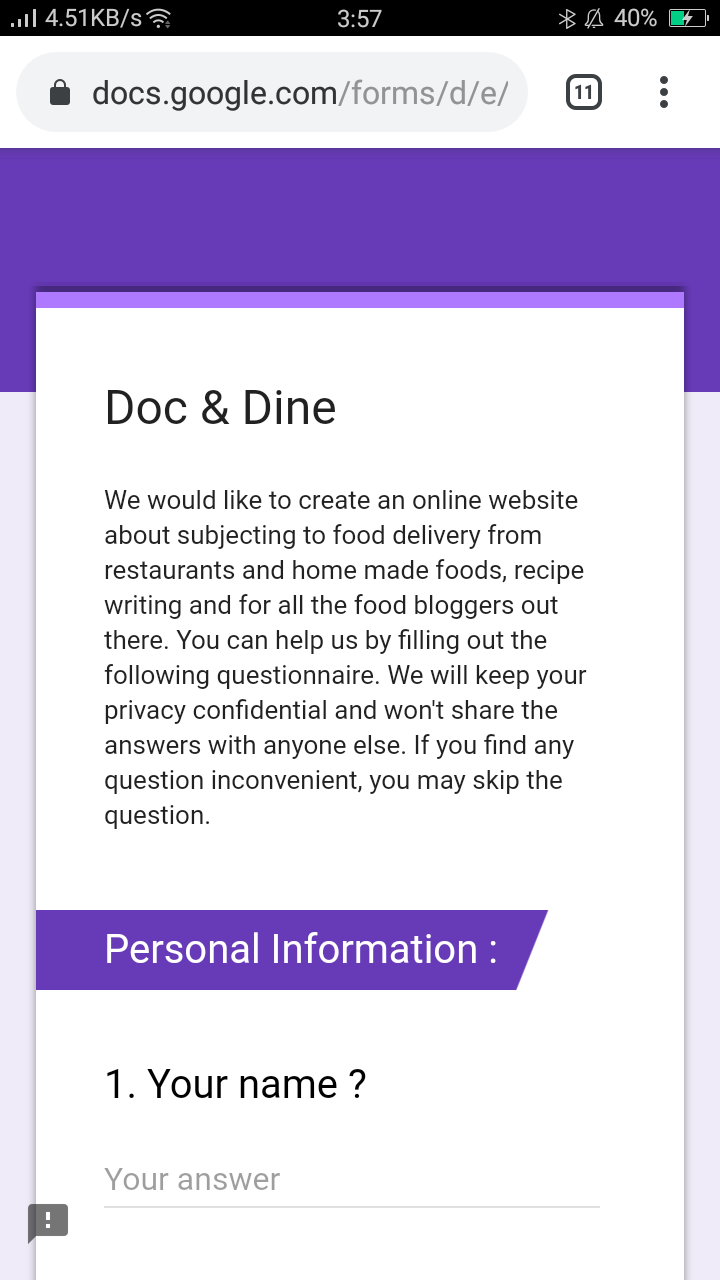 4.51KB/s 3:57 40%
docs.google.com/forms/d/e/ 11
Doc & Dine
We would like to create an online website
about subjecting to food delivery from
restaurants and home made foods, recipe
writing and for all the food bloggers out
there. You can help us by filling out the
following questionnaire. We will keep your
privacy confidential and won't share the
answers with anyone else. If you find any
question inconvenient, you may skip the
question.
Personal Information :
1. Your name ?
Your answer